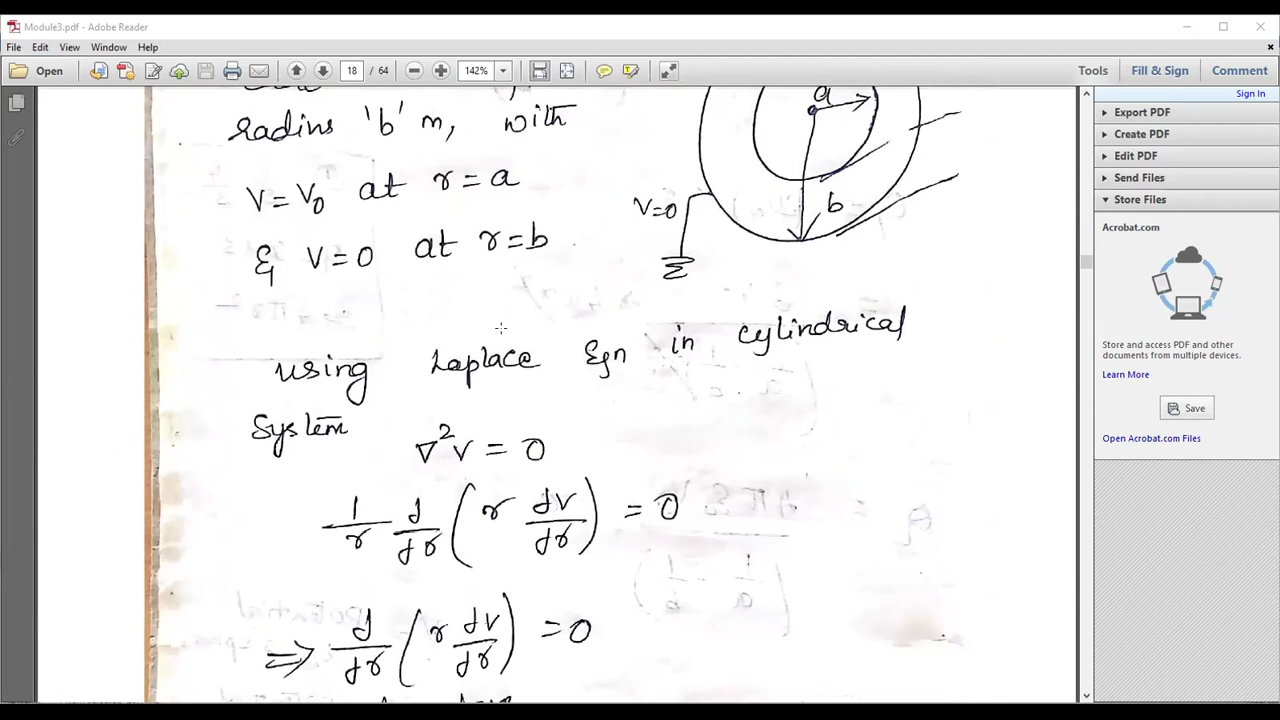 Module3.pdf - Adobe Reader
File Edit View Window Help
Open 18 / 64 142% Tools Fill & Sign Comment
Sign In
Export PDF
Create PDF
Edit PDF
Send Files
Store Files
Acrobat.com
Store and access PDF and other
documents from multiple devices.
Learn More
Save
Open Acrobat.com Files
radius 'b' m, with
V = V₀ at r = a
& V = 0 at r = b
a
b
V=0
using Laplace Eqn in cylindrical
System
∇²V = 0
1/r d/dr ( r dV/dr ) = 0
⇒ d/dr ( r dV/dr ) = 0